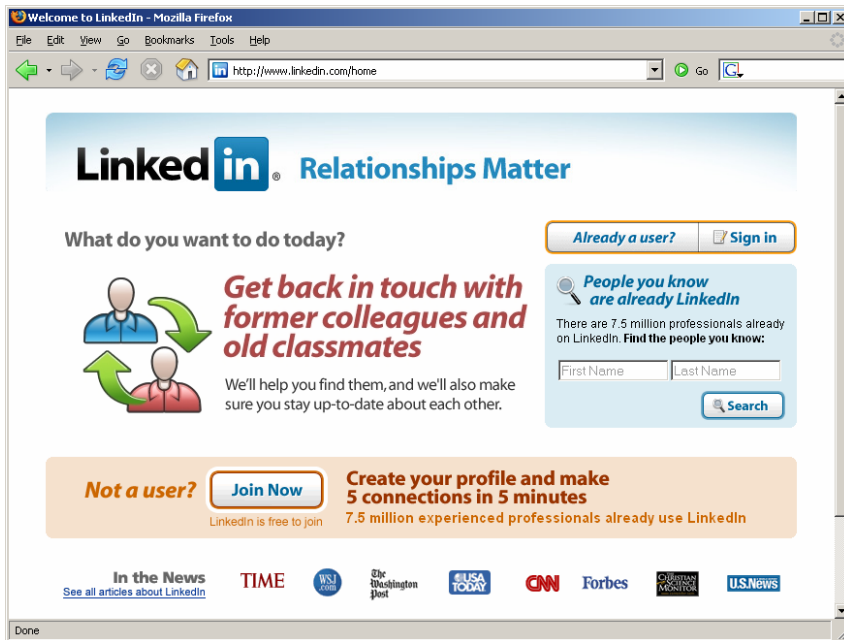 Welcome to LinkedIn - Mozilla Firefox
File Edit View Go Bookmarks Tools Help
http://www.linkedin.com/home Go
Linked in ® Relationships Matter
What do you want to do today?
Already a user? Sign in
Get back in touch with
former colleagues and
old classmates
We'll help you find them, and we'll also make
sure you stay up-to-date about each other.
People you know
are already LinkedIn
There are 7.5 million professionals already
on LinkedIn. Find the people you know:
First Name Last Name
Search
Not a user? Join Now
LinkedIn is free to join
Create your profile and make
5 connections in 5 minutes
7.5 million experienced professionals already use LinkedIn
In the News
See all articles about LinkedIn
TIME
WSJ
.com
The
Washington
Post
USA
TODAY
CNN
Forbes
THE
CHRISTIAN
SCIENCE
MONITOR
U.S.News
Done